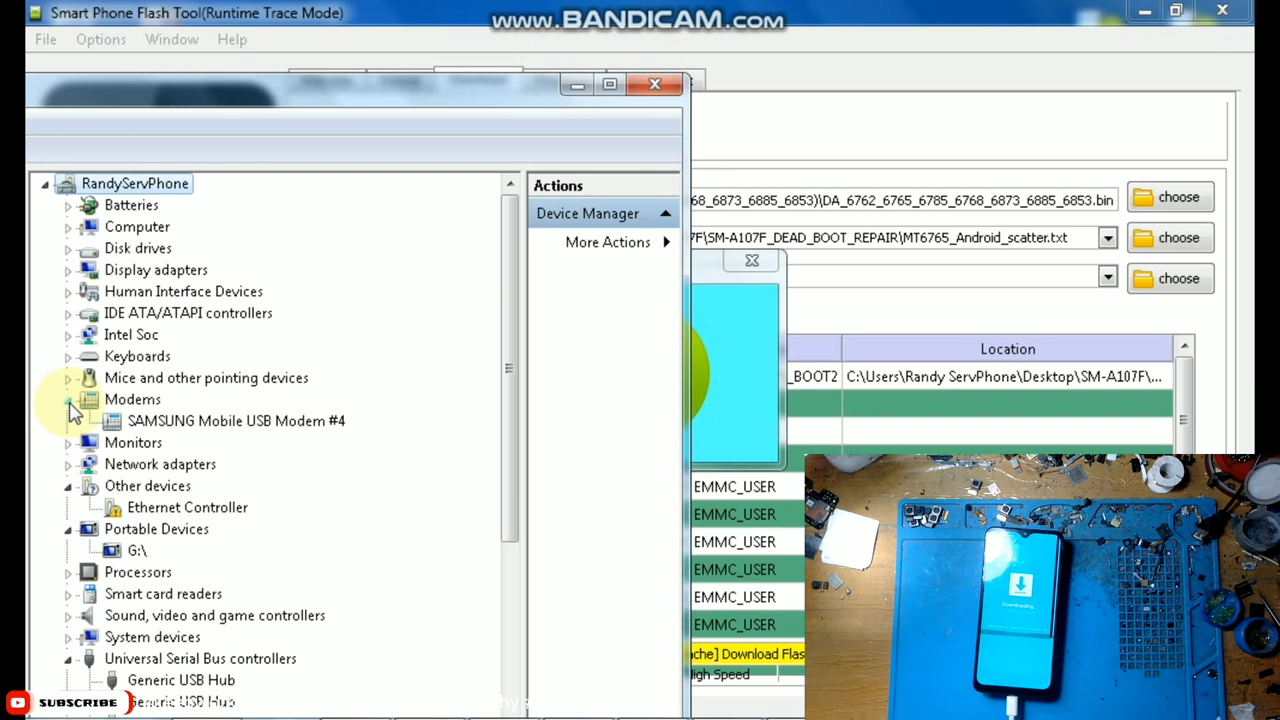 Smart Phone Flash Tool(Runtime Trace Mode)
www.BANDICAM.com
File Options Window Help
RandyServPhone
Batteries
Computer
Disk drives
Display adapters
Human Interface Devices
IDE ATA/ATAPI controllers
Intel Soc
Keyboards
Mice and other pointing devices
Modems
SAMSUNG Mobile USB Modem #4
Monitors
Network adapters
Other devices
Ethernet Controller
Portable Devices
G:\
Processors
Smart card readers
Sound, video and game controllers
System devices
Universal Serial Bus controllers
Generic USB Hub
Generic USB Hub
SUBSCRIBE
Actions
Device Manager
More Actions
68_6873_6885_6853)\DA_6762_6765_6785_6768_6873_6885_6853.bin
choose
F\SM-A107F_DEAD_BOOT_REPAIR\MT6765_Android_scatter.txt
choose
choose
Location
_BOOT2 C:\Users\Randy ServPhone\Desktop\SM-A107F\...
EMMC_USER
EMMC_USER
EMMC_USER
EMMC_USER
EMMC_USER
EMMC_USER
ache] Download Flas
High Speed
Downloading